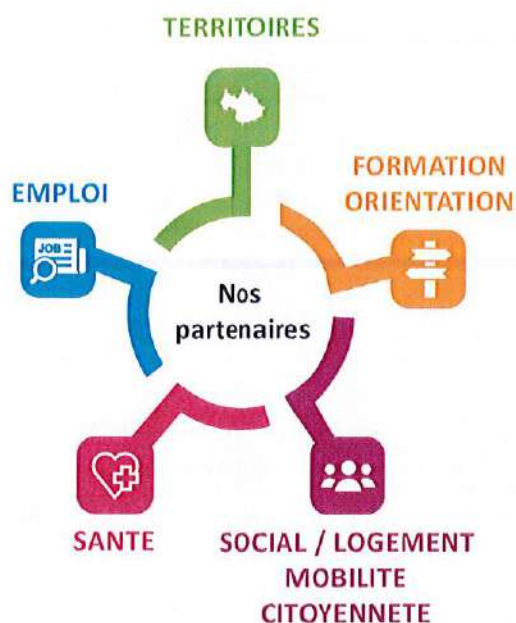 TERRITOIRES
FORMATION
ORIENTATION
EMPLOI
JOB
Nos
partenaires
SANTE
SOCIAL / LOGEMENT
MOBILITE
CITOYENNETE